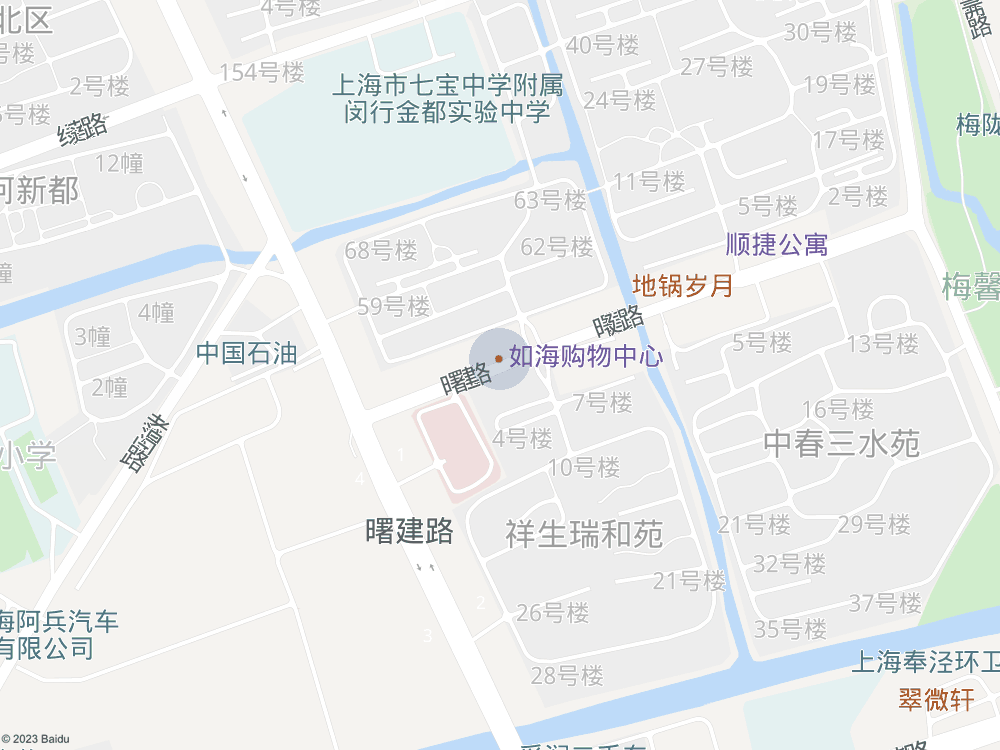 4号楼
北区
号楼
2号楼
154号楼
40号楼
30号楼
27号楼
19号楼
24号楼
上海市七宝中学附属
闵行金都实验中学
5号楼
12幢
17号楼
梅陇
11号楼
5号楼
2号楼
63号楼
62号楼
68号楼
59号楼
顺捷公寓
地锅岁月
梅馨
幢
4幢
3幢
2幢
中国石油
曙建路
如海购物中心
5号楼
13号楼
16号楼
中春三水苑
7号楼
4号楼
10号楼
小学
1
4
曙建路
祥生瑞和苑
21号楼
29号楼
32号楼
21号楼
37号楼
35号楼
26号楼
28号楼
2
3
海阿兵汽车
有限公司
上海奉泾环卫
翠微轩
© 2023 Baidu